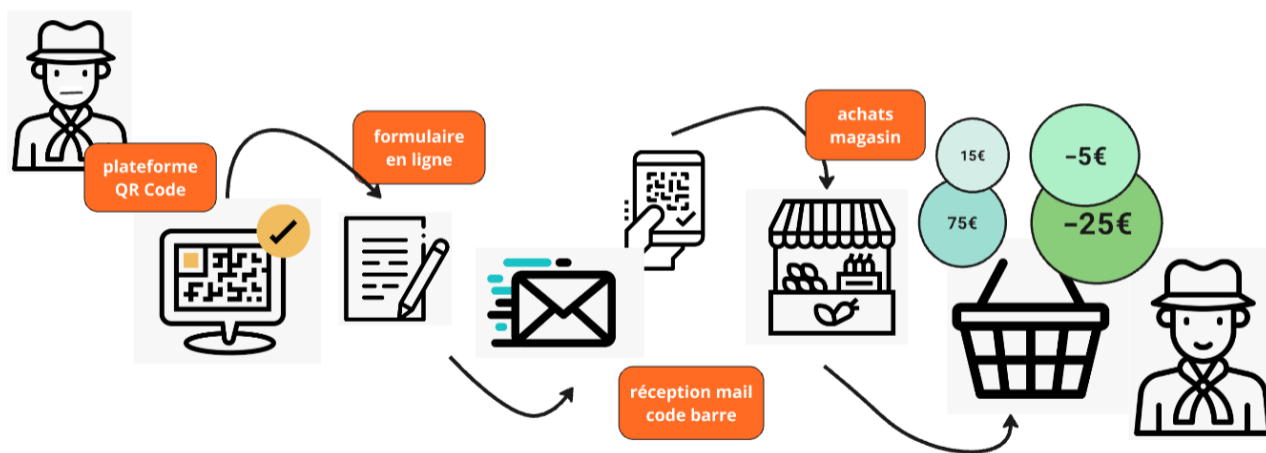 plateforme
QR Code
formulaire
en ligne
réception mail
code barre
achats
magasin
15€
-5€
75€
-25€